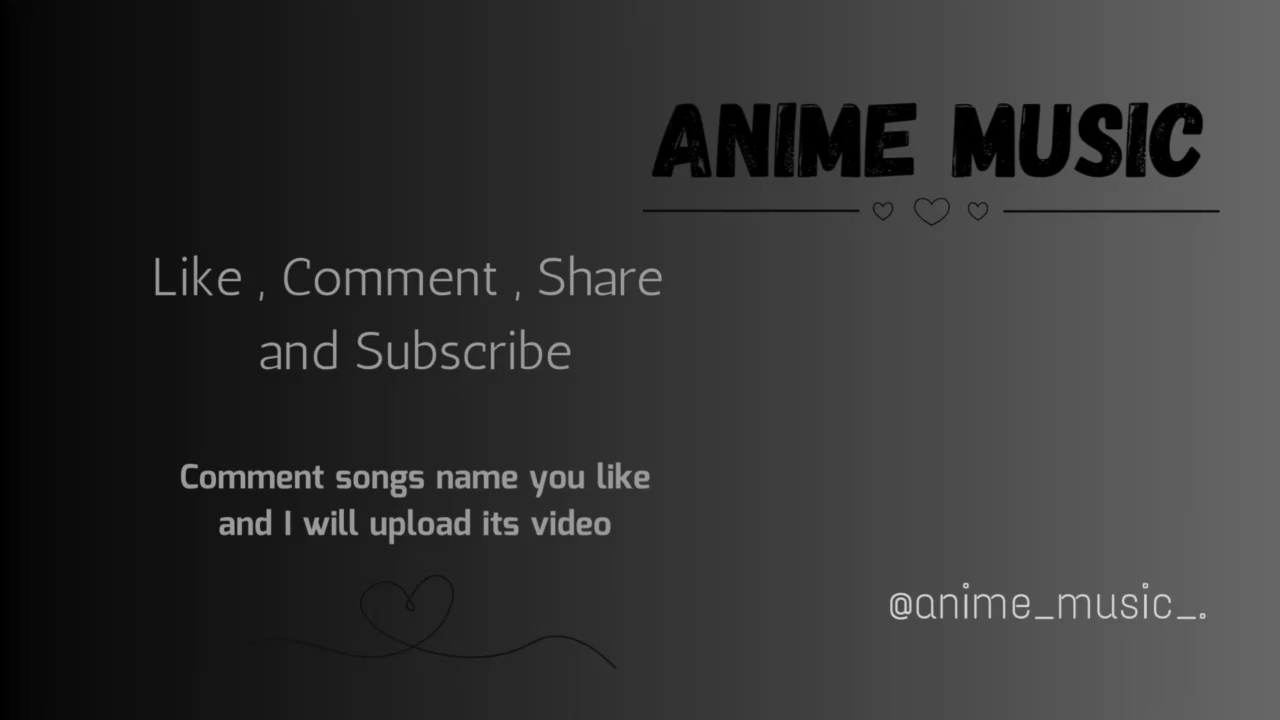 ANIME MUSIC
Like , Comment , Share
and Subscribe
Comment songs name you like
and I will upload its video
@anime_music_.